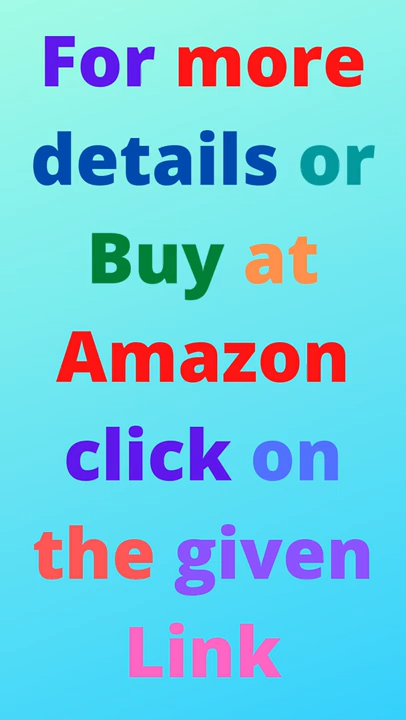 For more
details or
Buy at
Amazon
click on
the given
Link